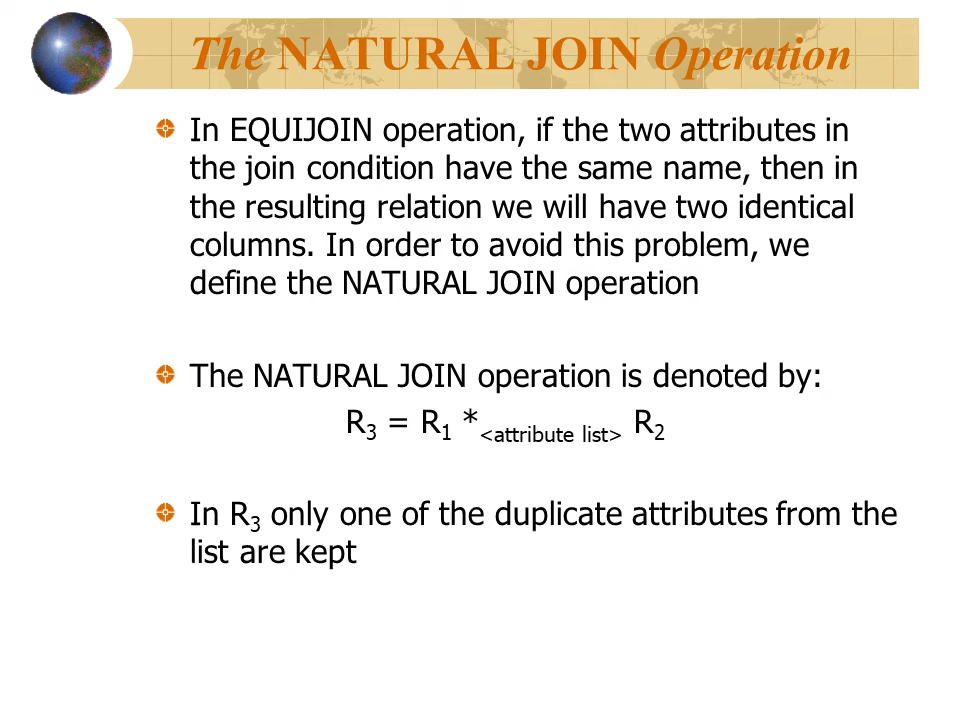 The NATURAL JOIN Operation
In EQUIJOIN operation, if the two attributes in
the join condition have the same name, then in
the resulting relation we will have two identical
columns. In order to avoid this problem, we
define the NATURAL JOIN operation
The NATURAL JOIN operation is denoted by:
R₃ = R₁ *<attribute list> R₂
In R₃ only one of the duplicate attributes from the
list are kept